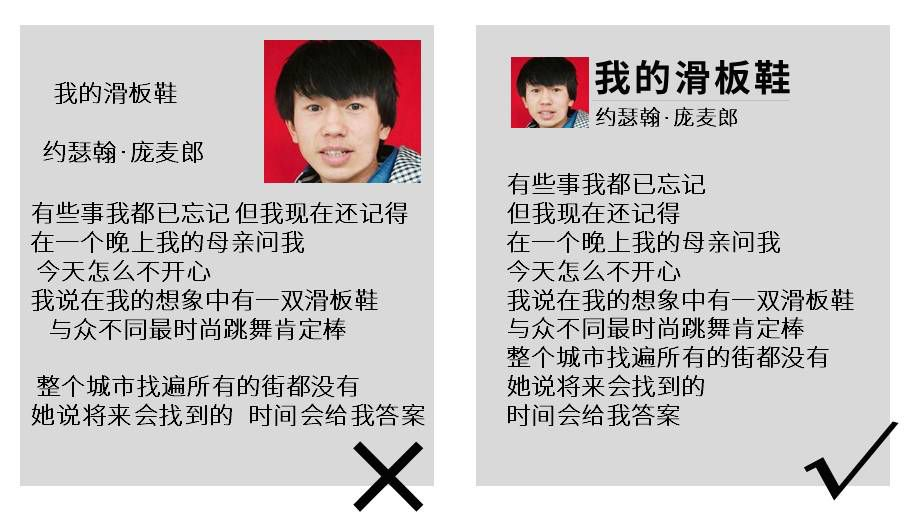 我的滑板鞋
约瑟翰·庞麦郎
有些事我都已忘记 但我现在还记得
在一个晚上我的母亲问我
今天怎么不开心
我说在我的想象中有一双滑板鞋
与众不同最时尚跳舞肯定棒
整个城市找遍所有的街都没有
她说将来会找到的 时间会给我答案
我的滑板鞋
约瑟翰·庞麦郎
有些事我都已忘记
但我现在还记得
在一个晚上我的母亲问我
今天怎么不开心
我说在我的想象中有一双滑板鞋
与众不同最时尚跳舞肯定棒
整个城市找遍所有的街都没有
她说将来会找到的
时间会给我答案